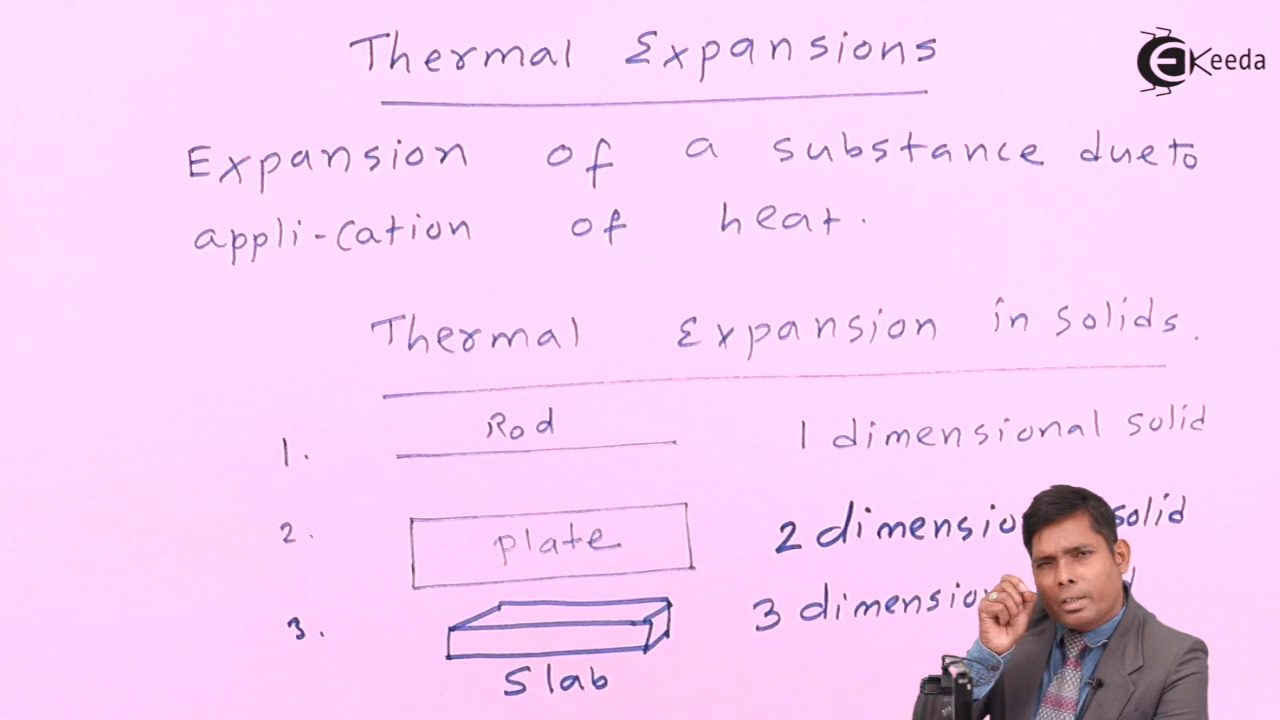 Thermal Expansions
EKeeda
Expansion of a substance due to
appli-cation of heat.
Thermal Expansion in solids.
1. Rod 1 dimensional solid
2. plate 2 dimensio solid
3. 3 dimensio
Slab